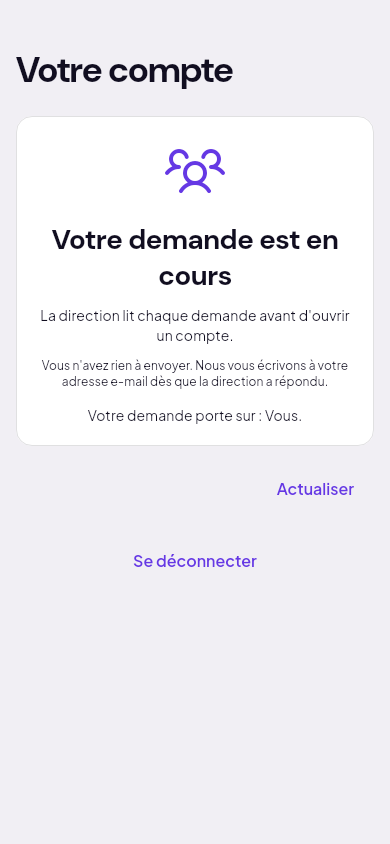 Votre compte
Votre demande est en
cours
La direction lit chaque demande avant d'ouvrir
un compte.
Vous n'avez rien à envoyer. Nous vous écrivons à votre
adresse e-mail dès que la direction a répondu.
Votre demande porte sur : Vous.
Actualiser
Se déconnecter